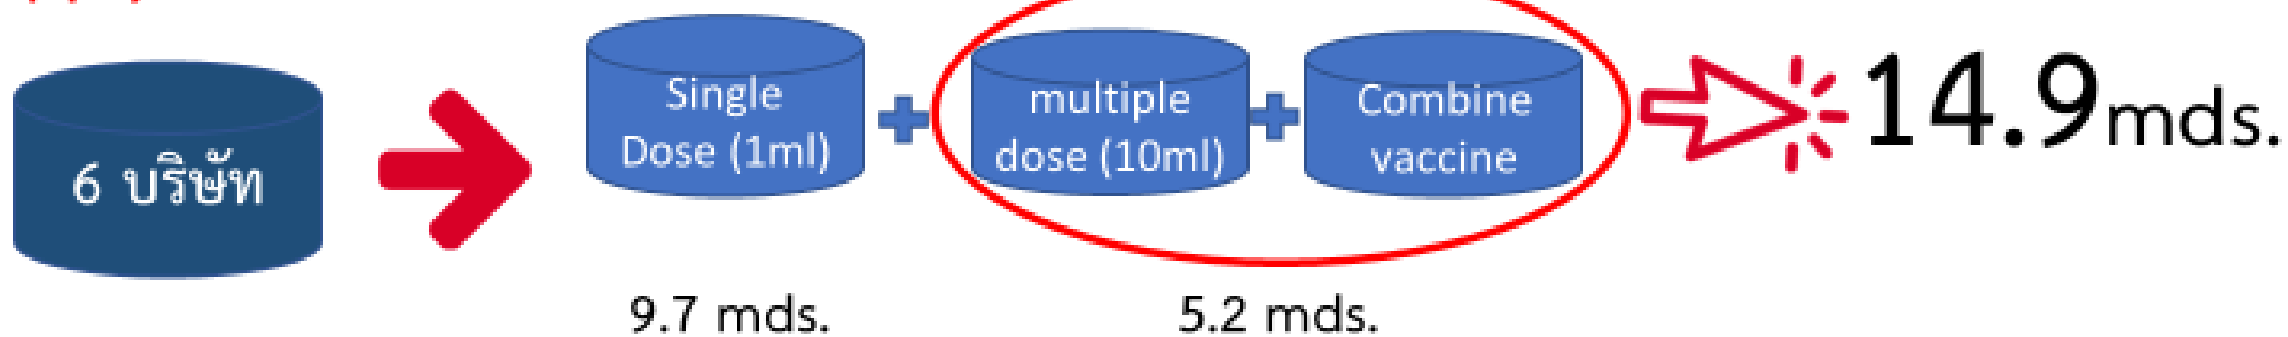 6 บริษัท
Single
Dose (1ml)
multiple
dose (10ml)
Combine
vaccine
14.9mds.
9.7 mds.
5.2 mds.